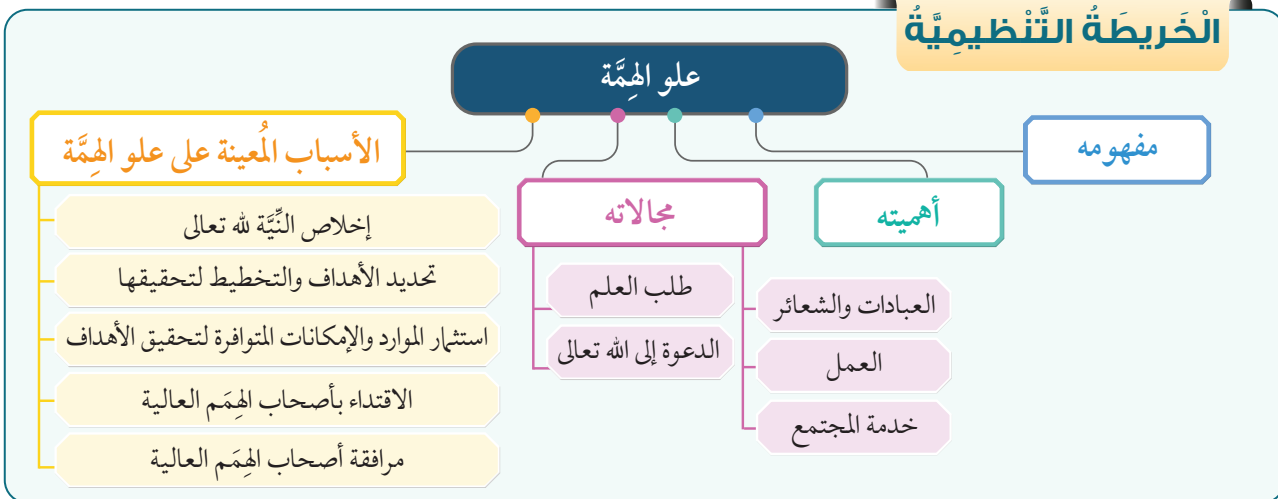 الْخَريطَةُ التَّنْظيمِيَّةُ
علو الهِمَّة
مفهومه
أهميته
مجالاته
العبادات والشعائر
العمل
خدمة المجتمع
طلب العلم
الدعوة إلى الله تعالى
الأسباب المُعينة على علو الهِمَّة
إخلاص النِّيَّة لله تعالى
تحديد الأهداف والتخطيط لتحقيقها
استثمار الموارد والإمكانات المتوافرة لتحقيق الأهداف
الاقتداء بأصحاب الهِمَم العالية
مرافقة أصحاب الهِمَم العالية